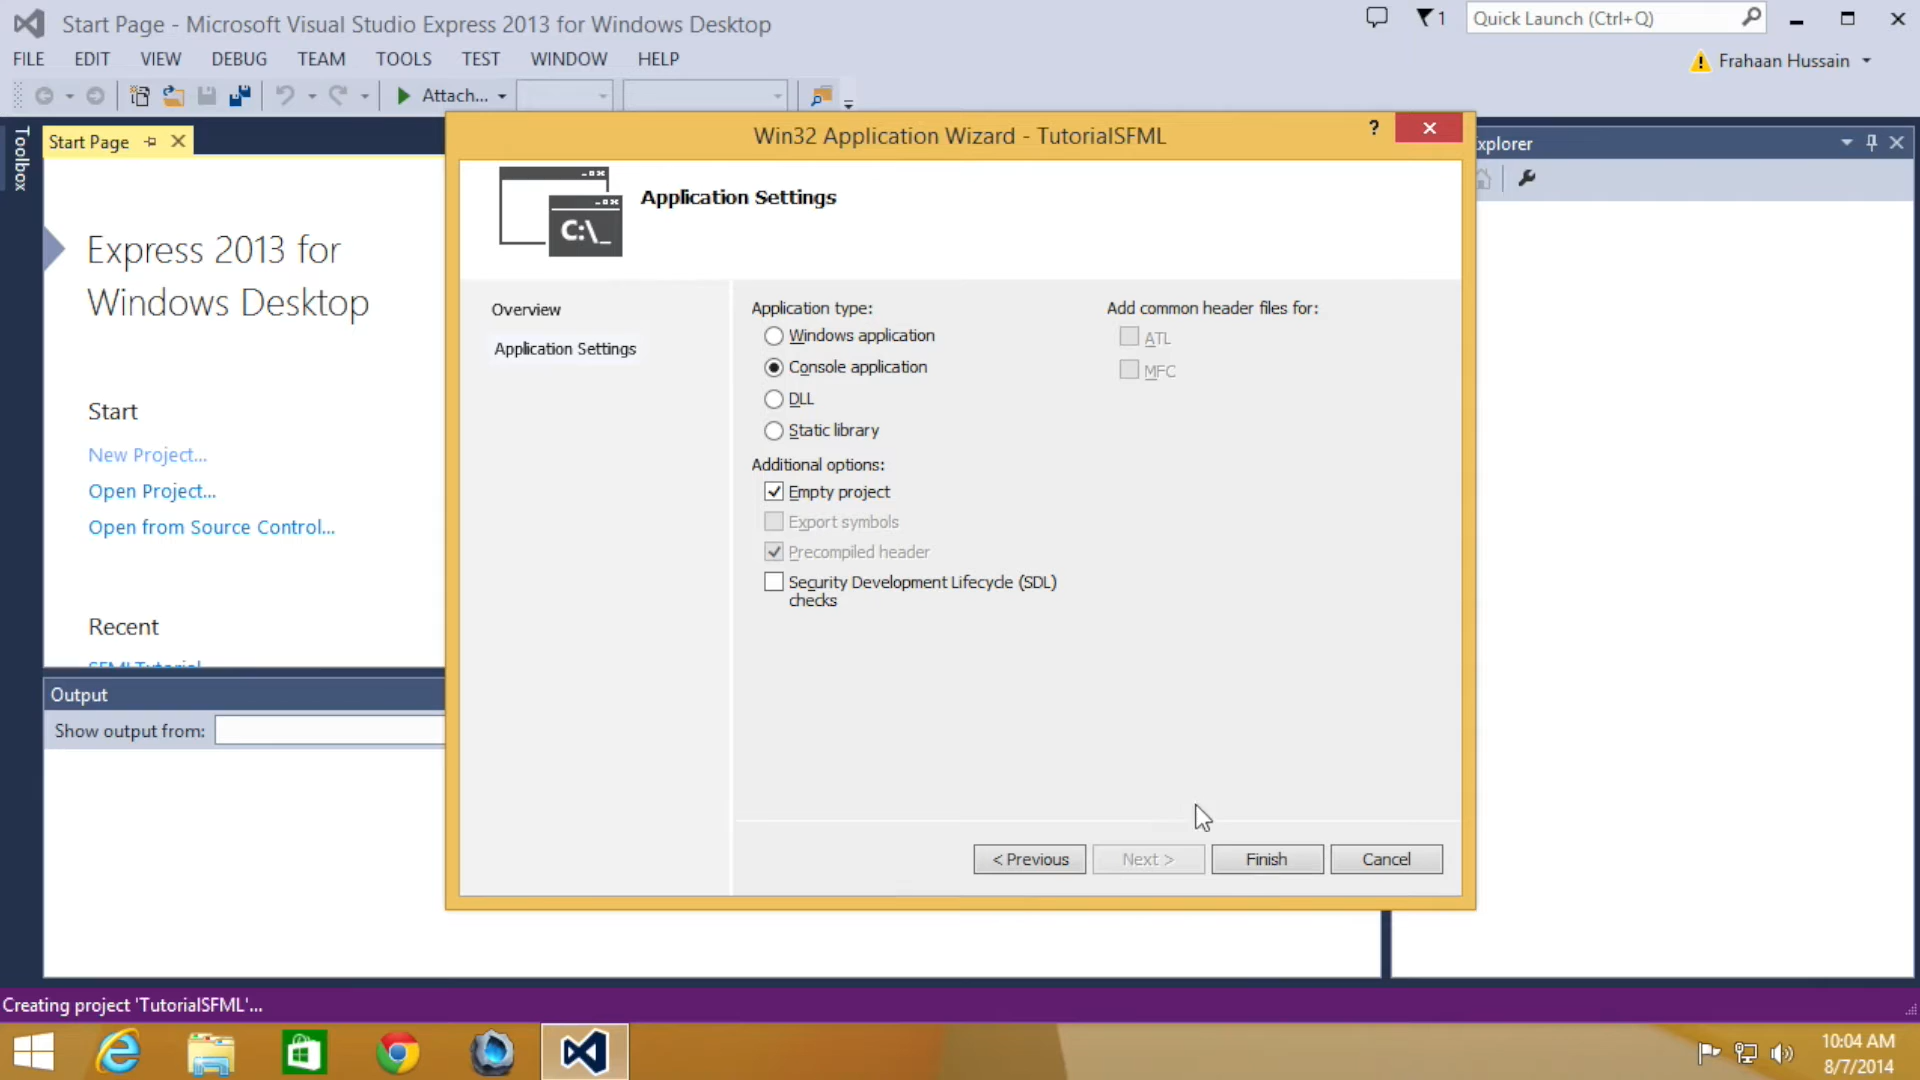 Start Page - Microsoft Visual Studio Express 2013 for Windows Desktop
1
Quick Launch (Ctrl+Q)
FILE EDIT VIEW DEBUG TEAM TOOLS TEST WINDOW HELP
Frahaan Hussain
Attach...
Toolbox
Start Page
Win32 Application Wizard - TutorialSFML
?
xplorer
C:\_
Application Settings
Express 2013 for
Windows Desktop
Start
New Project...
Open Project...
Open from Source Control...
Recent
SFMLTutorial
Overview
Application Settings
Application type:
Windows application
Console application
DLL
Static library
Additional options:
Empty project
Export symbols
Precompiled header
Security Development Lifecycle (SDL)
checks
Add common header files for:
ATL
MFC
< Previous
Next >
Finish
Cancel
Output
Show output from:
Creating project 'TutorialSFML'...
10:04 AM
8/7/2014